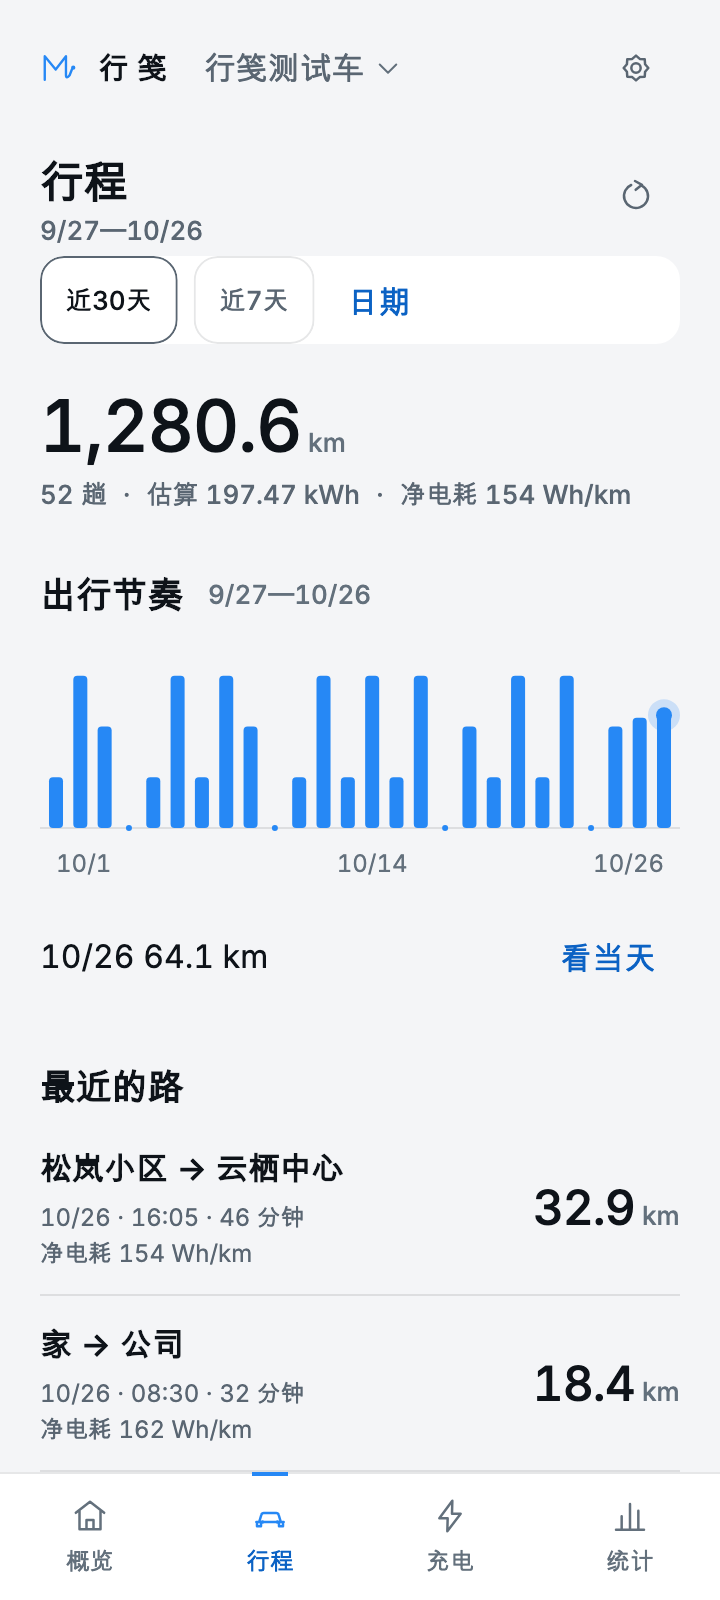 行笺 行笺测试车
行程
9/27—10/26
近30天 近7天 日期
1,280.6 km
52 趟 · 估算 197.47 kWh · 净电耗 154 Wh/km
出行节奏 9/27—10/26
10/1 10/14 10/26
10/26 64.1 km 看当天
最近的路
松岚小区 → 云栖中心
10/26 · 16:05 · 46 分钟
净电耗 154 Wh/km
32.9 km
家 → 公司
10/26 · 08:30 · 32 分钟
净电耗 162 Wh/km
18.4 km
概览 行程 充电 统计